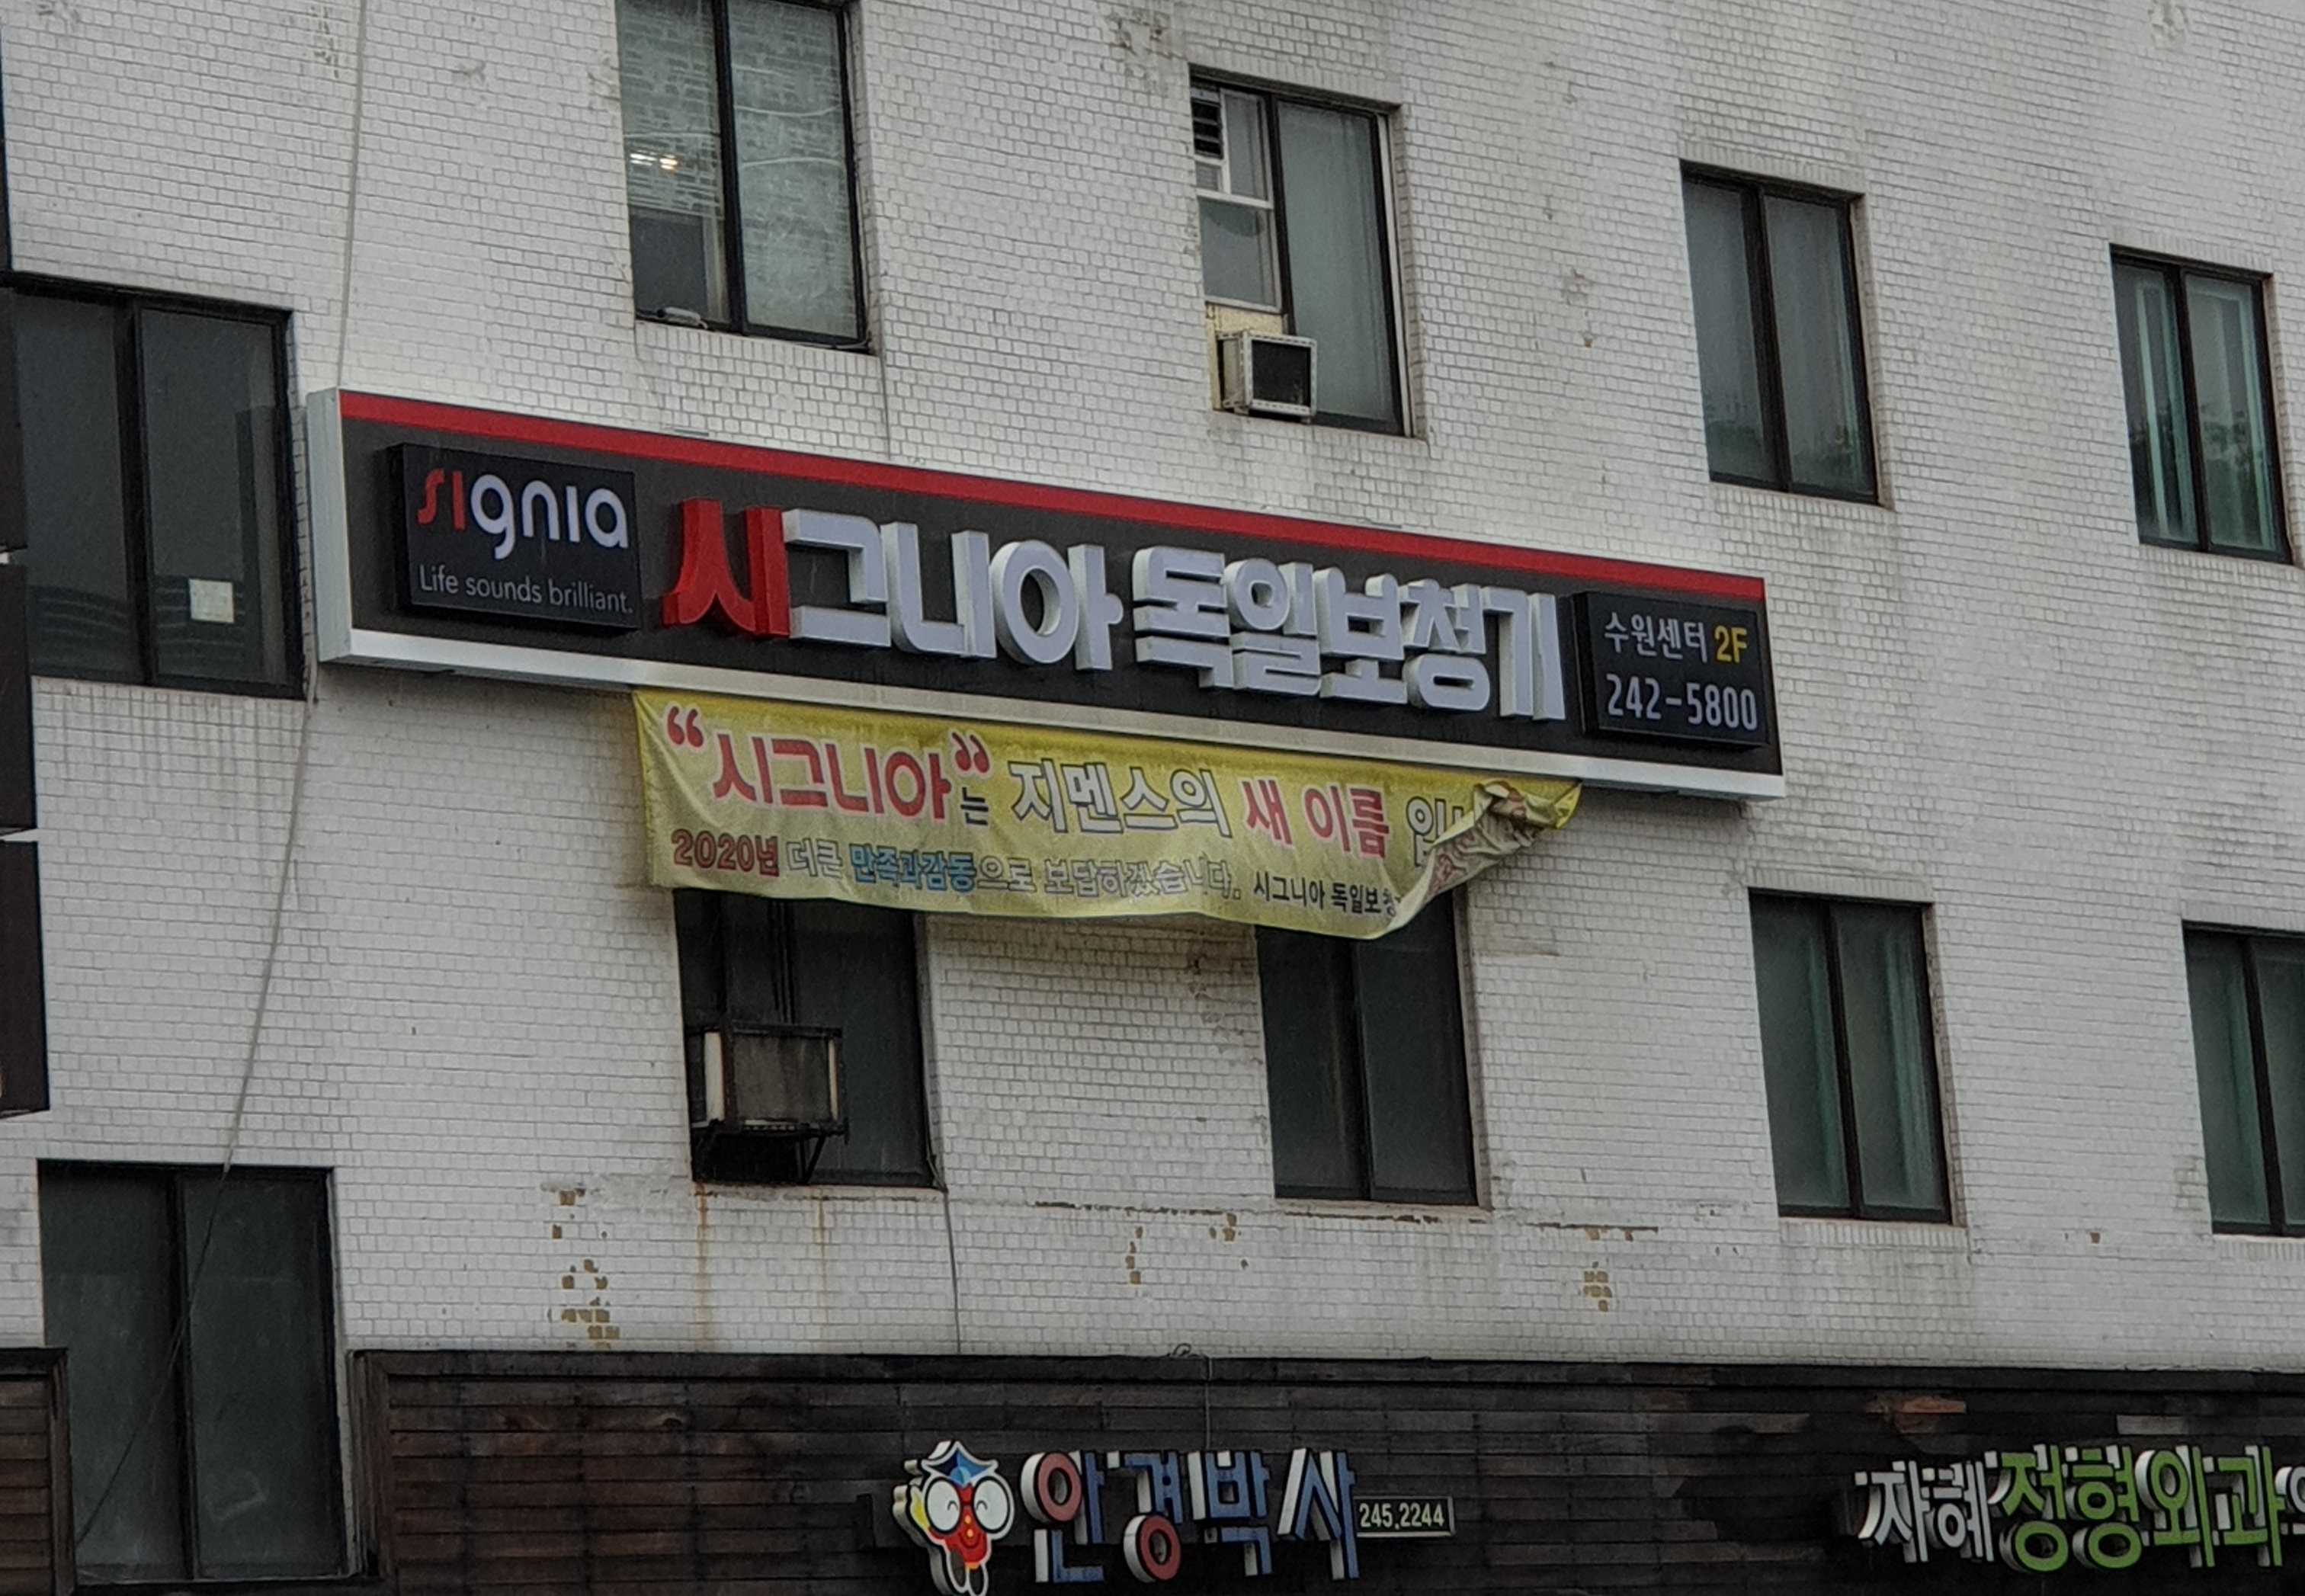 signia
Life sounds brilliant.
시그니아 독일보청기
수원센터 2F
242-5800
“시그니아”는 지멘스의 새 이름
2020년 더큰 만족과감동으로 보답하겠습니다. 시그니아 독일보청
안경박사
245.2244
자혜정형외과